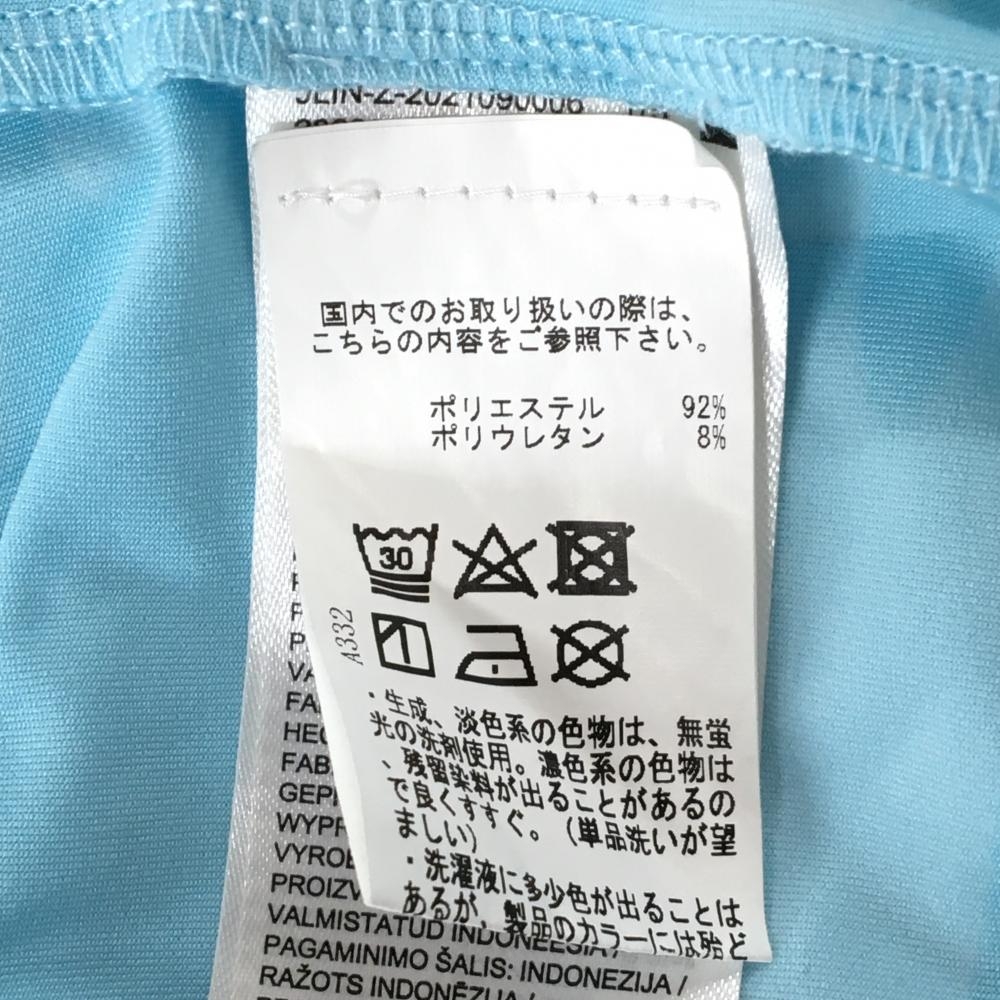 JLIN-Z-2021090006
国内でのお取り扱いの際は、
こちらの内容をご参照下さい。
ポリエステル 92%
ポリウレタン 8%
30
A332
・生成、淡色系の色物は、無蛍
光の洗剤使用。濃色系の色物は
、残留染料が出ることがあるの
で良くすすぐ。(単品洗いが望
ましい)
・洗濯液に多少色が出ることは
あるが、製品のカラーには殆ど
VALMISTATUD INDONEESIA /
PAGAMINIMO ŠALIS: INDONEZIJA /
RAŽOTS INDONĒZIJA /